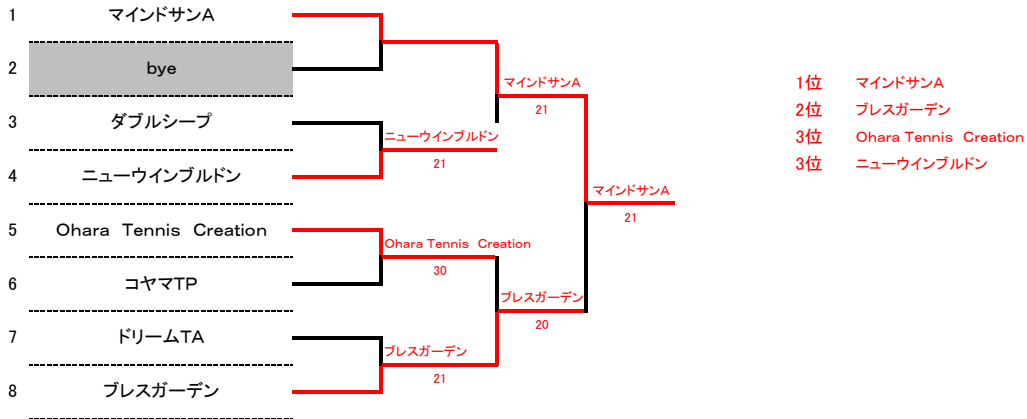 1 マインドサンA
2 bye
3 ダブルシープ
4 ニューウインブルドン
5 Ohara Tennis Creation
6 コヤマTP
7 ドリームTA
8 ブレスガーデン
ニューウインブルドン
21
Ohara Tennis Creation
30
ブレスガーデン
21
マインドサンA
21
ブレスガーデン
20
マインドサンA
21
1位 マインドサンA
2位 ブレスガーデン
3位 Ohara Tennis Creation
3位 ニューウインブルドン